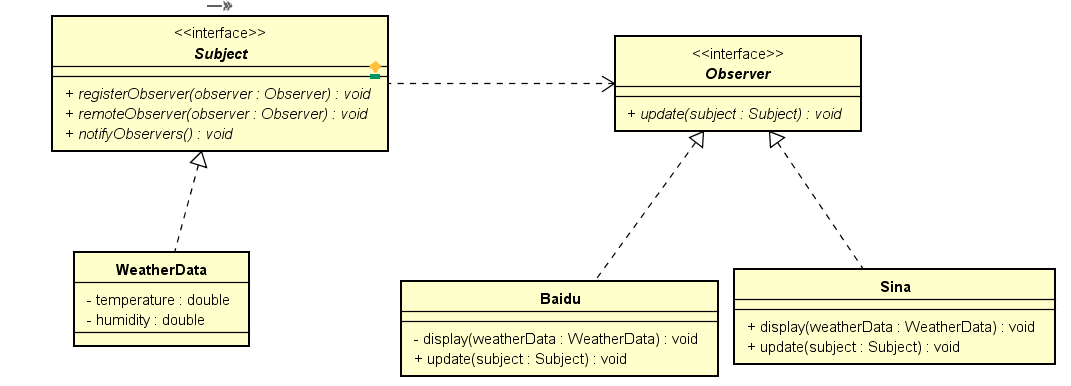 <<interface>>
Subject
+ registerObserver(observer : Observer) : void
+ remoteObserver(observer : Observer) : void
+ notifyObservers() : void
<<interface>>
Observer
+ update(subject : Subject) : void
WeatherData
- temperature : double
- humidity : double
Baidu
- display(weatherData : WeatherData) : void
+ update(subject : Subject) : void
Sina
+ display(weatherData : WeatherData) : void
+ update(subject : Subject) : void